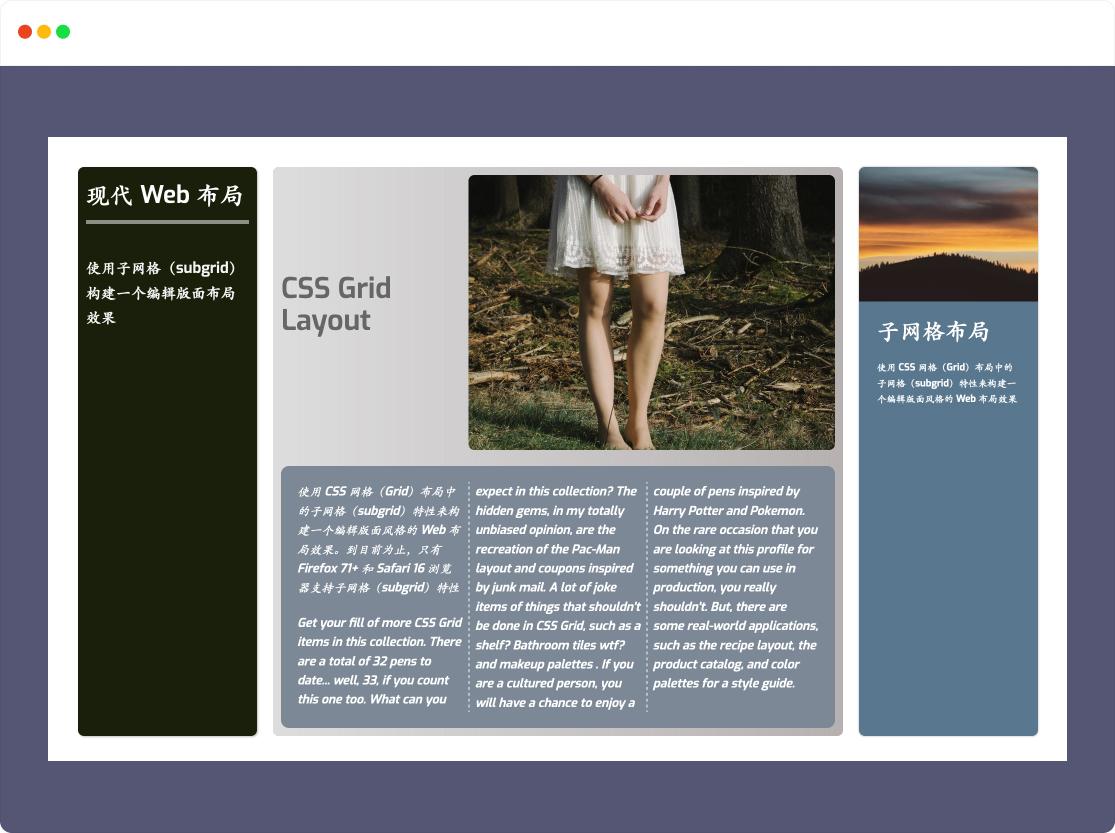 现代 Web 布局
使用子网格（subgrid）
构建一个编辑版面布局
效果
CSS Grid
Layout
使用 CSS 网格（Grid）布局中
的子网格（subgrid）特性来构
建一个编辑版面风格的 Web 布
局效果。到目前为止，只有
Firefox 71+ 和 Safari 16 浏览
器支持子网格（subgrid）特性
Get your fill of more CSS Grid
items in this collection. There
are a total of 32 pens to
date... well, 33, if you count
this one too. What can you
expect in this collection? The
hidden gems, in my totally
unbiased opinion, are the
recreation of the Pac-Man
layout and coupons inspired
by junk mail. A lot of joke
items of things that shouldn't
be done in CSS Grid, such as a
shelf? Bathroom tiles wtf?
and makeup palettes . If you
are a cultured person, you
will have a chance to enjoy a
couple of pens inspired by
Harry Potter and Pokemon.
On the rare occasion that you
are looking at this profile for
something you can use in
production, you really
shouldn't. But, there are
some real-world applications,
such as the recipe layout, the
product catalog, and color
palettes for a style guide.
子网格布局
使用 CSS 网格（Grid）布局中的
子网格（subgrid）特性来构建一
个编辑版面风格的 Web 布局效果